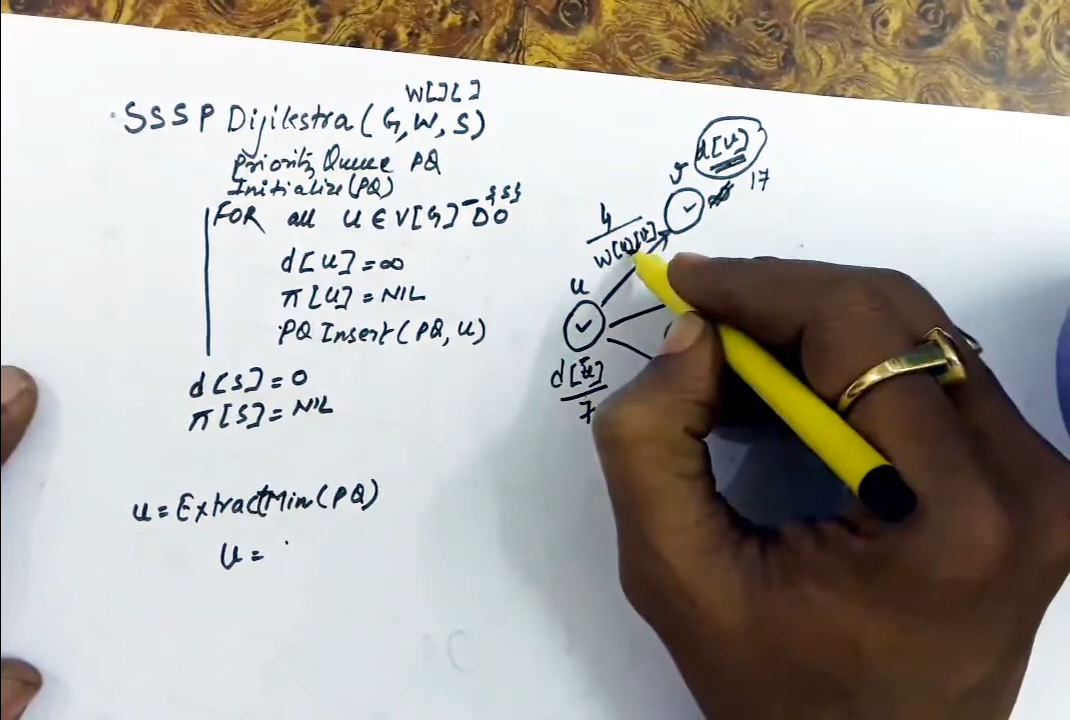 W[][]
SSSP Dijilestra (G, W, S)
Priority Queue PQ
Initialize(PQ)
FOR all u ∈ V[G] - {S} DO
d[u] = ∞
π[u] = NIL
PQ Insert(PQ, u)
d[S] = 0
π[S] = NIL
u = ExtractMin(PQ)
u =
d[v]
v
17
4
W[u][v]
u
d[u]
7